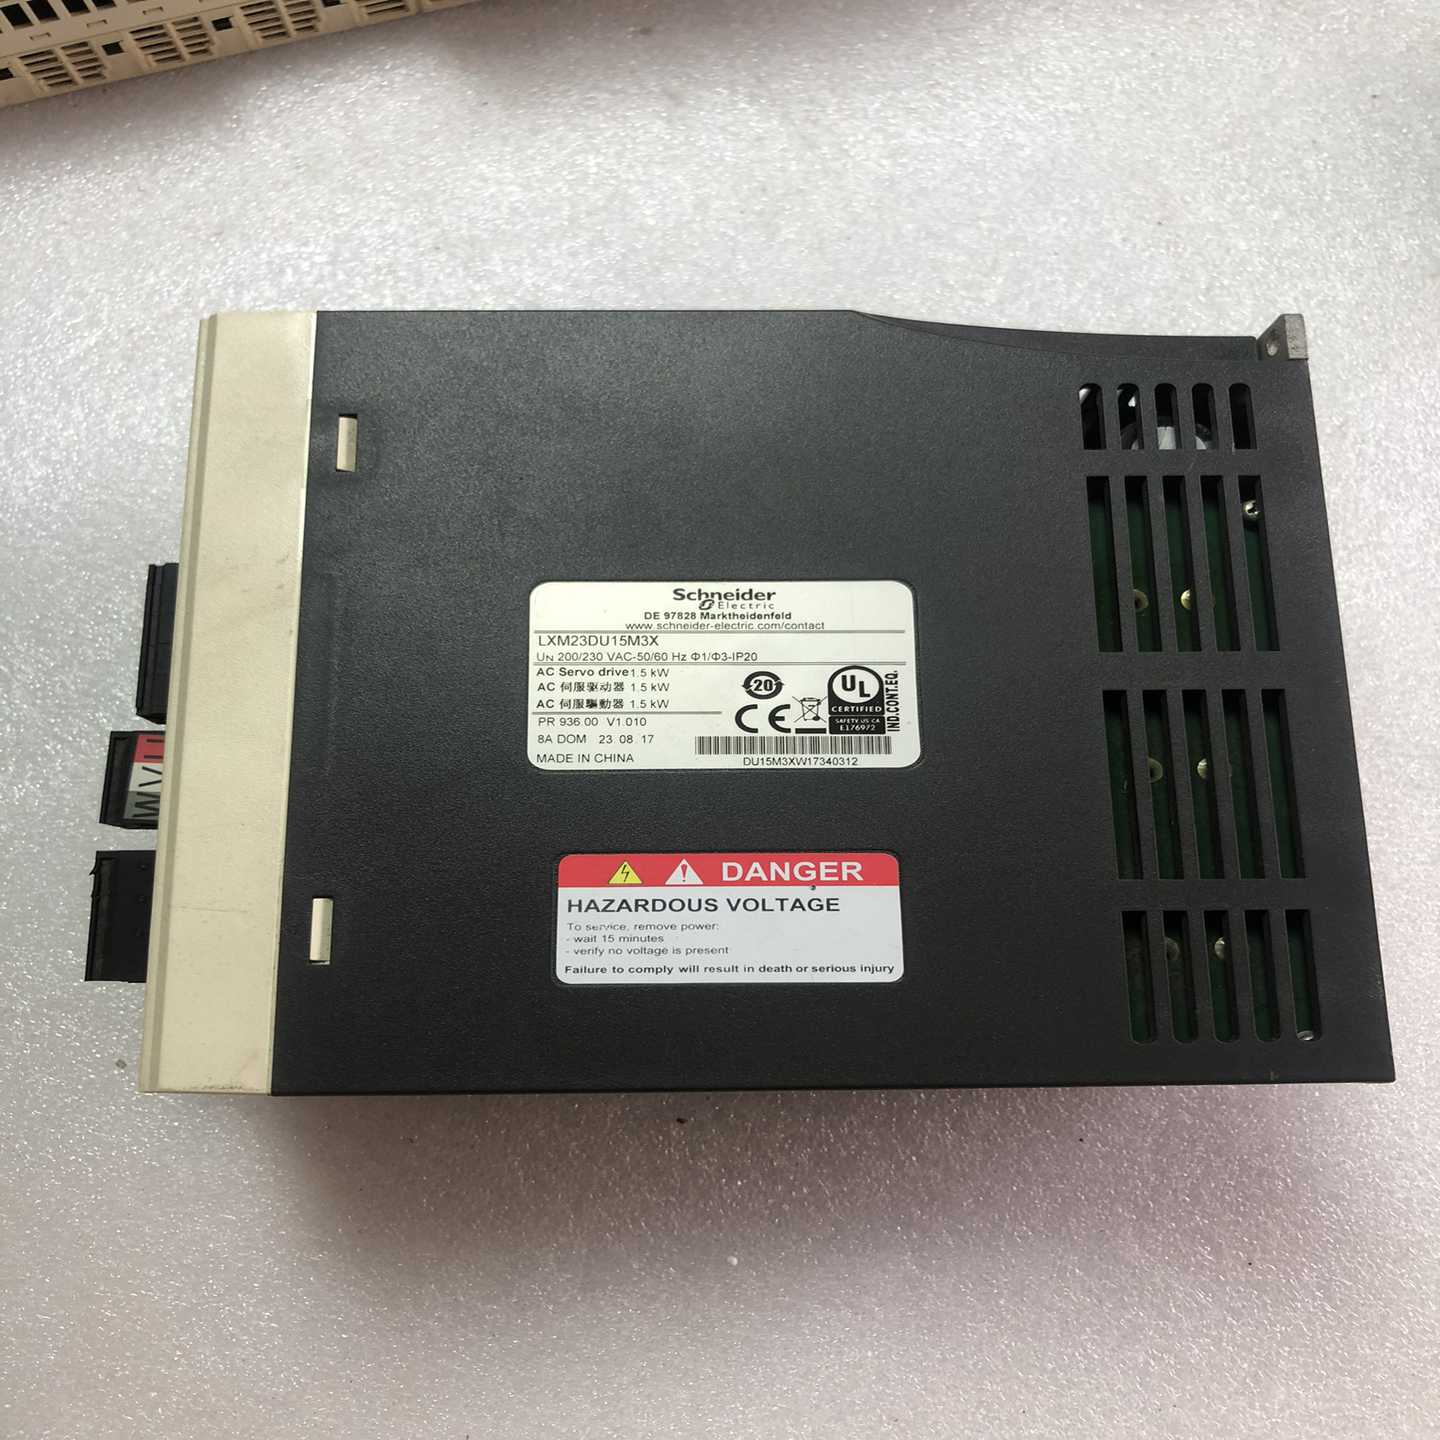 Schneider
Electric
DE 97828 Marktheidenfeld
www.schneider-electric.com/contact
LXM23DU15M3X
UN 200/230 VAC-50/60 Hz Φ1/Φ3-IP20
AC Servo drive 1.5 kW
AC 伺服驱动器 1.5 kW
AC 伺服驅動器 1.5 kW
PR 936.00 V1.010
8A DOM 23 08 17
MADE IN CHINA
20
CE
UL
CERTIFIED
SAFETY US CA
E176972
IND.CONT.EQ.
DU15M3XW17340312
DANGER
HAZARDOUS VOLTAGE
To service, remove power:
- wait 15 minutes
- verify no voltage is present
Failure to comply will result in death or serious injury
U
V
W